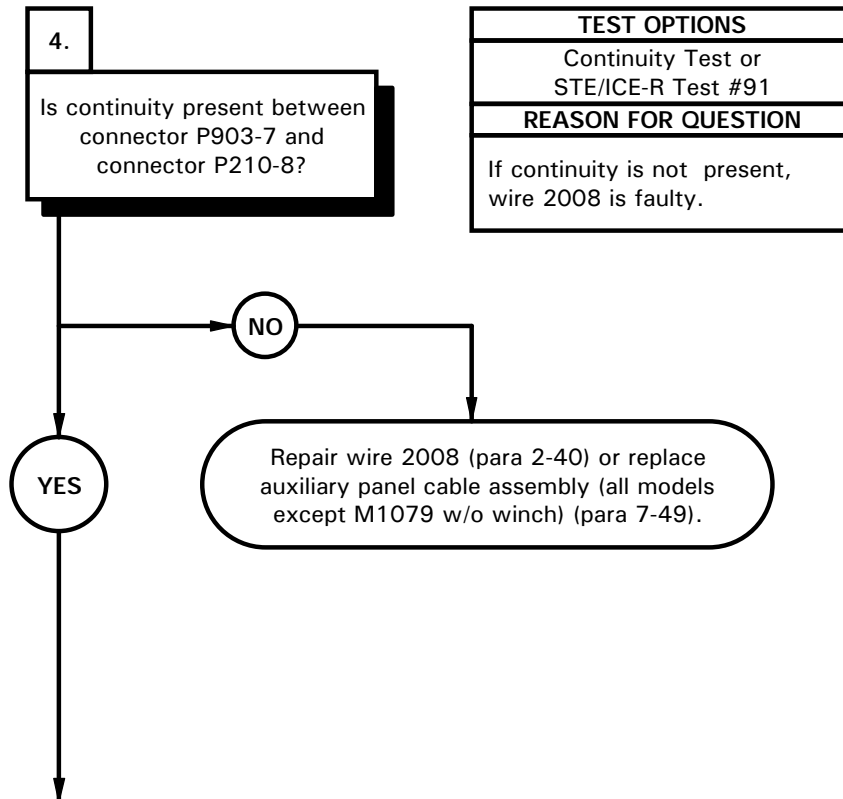 4.
Is continuity present between
connector P903-7 and
connector P210-8?
TEST OPTIONS
Continuity Test or
STE/ICE-R Test #91
REASON FOR QUESTION
If continuity is not present,
wire 2008 is faulty.
NO
YES
Repair wire 2008 (para 2-40) or replace
auxiliary panel cable assembly (all models
except M1079 w/o winch) (para 7-49).